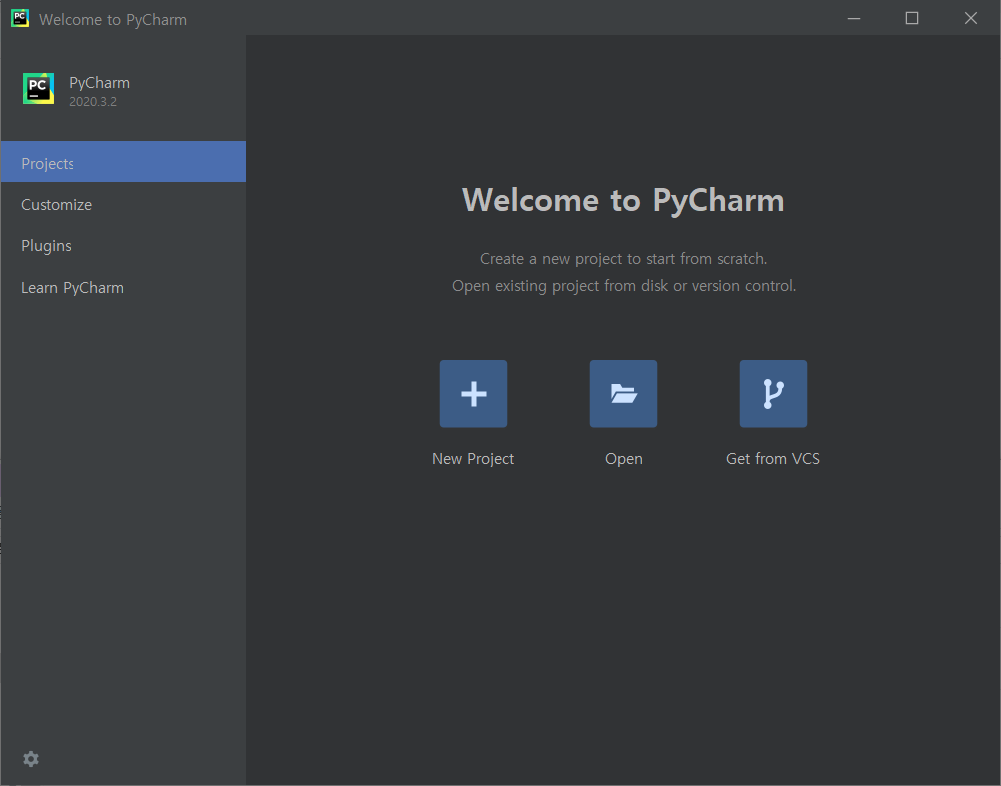 PC Welcome to PyCharm
PC PyCharm
2020.3.2
Projects
Customize
Plugins
Learn PyCharm
Welcome to PyCharm
Create a new project to start from scratch.
Open existing project from disk or version control.
New Project Open Get from VCS